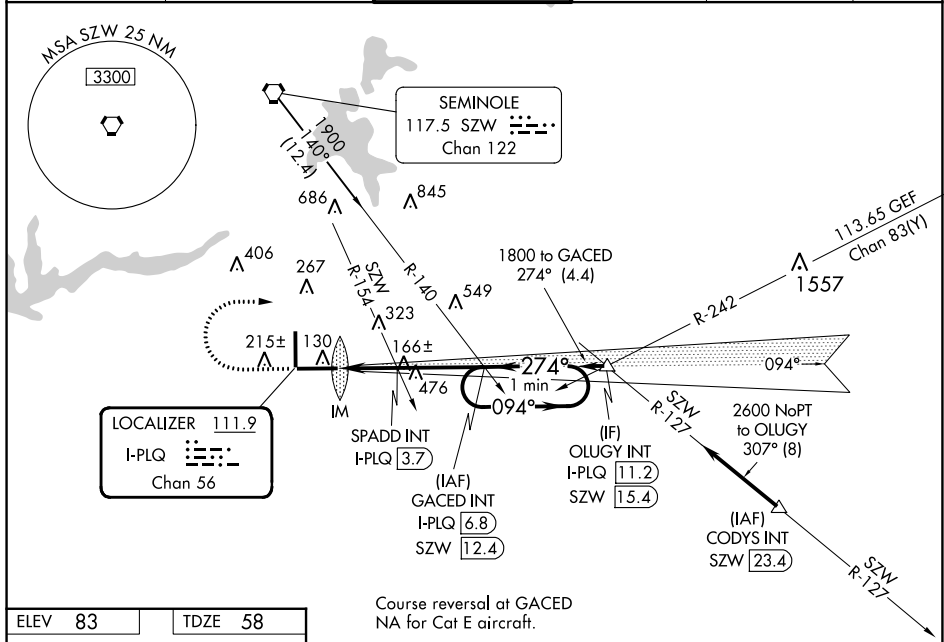 MSA SZW 25 NM
3300
SEMINOLE
117.5 SZW
Chan 122
1900
140°
(12.4)
686
845
113.65 GEF
Chan 83(Y)
1800 to GACED
274° (4.4)
1557
406
267
SZW
R-154
R-140
549
R-242
323
215±
130
166±
476
274°
1 min
094°
094°
IM
LOCALIZER 111.9
I-PLQ
Chan 56
SPADD INT
I-PLQ 3.7
(IAF)
GACED INT
I-PLQ 6.8
SZW 12.4
(IF)
OLUGY INT
I-PLQ 11.2
SZW 15.4
SZW
R-127
2600 NoPT
to OLUGY
307° (8)
(IAF)
CODYS INT
SZW 23.4
SZW
R-127
Course reversal at GACED
NA for Cat E aircraft.
ELEV 83
TDZE 58